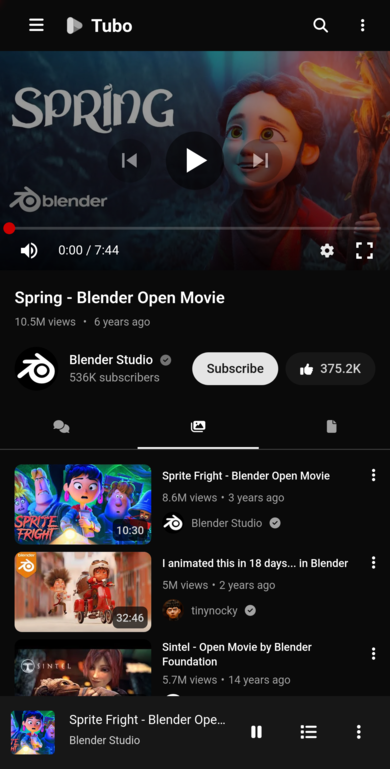 Tubo
SPRING
blender
0:00 / 7:44
Spring - Blender Open Movie
10.5M views • 6 years ago
Blender Studio
536K subscribers
Subscribe
375.2K
Sprite Fright - Blender Open Movie
8.6M views • 3 years ago
Blender Studio
SPRITE
FRIGHT
10:30
I animated this in 18 days... in Blender
5M views • 2 years ago
tinynocky
32:46
Sintel - Open Movie by Blender
Foundation
5.7M views • 14 years ago
SINTEL
Sprite Fright - Blender Ope...
Blender Studio